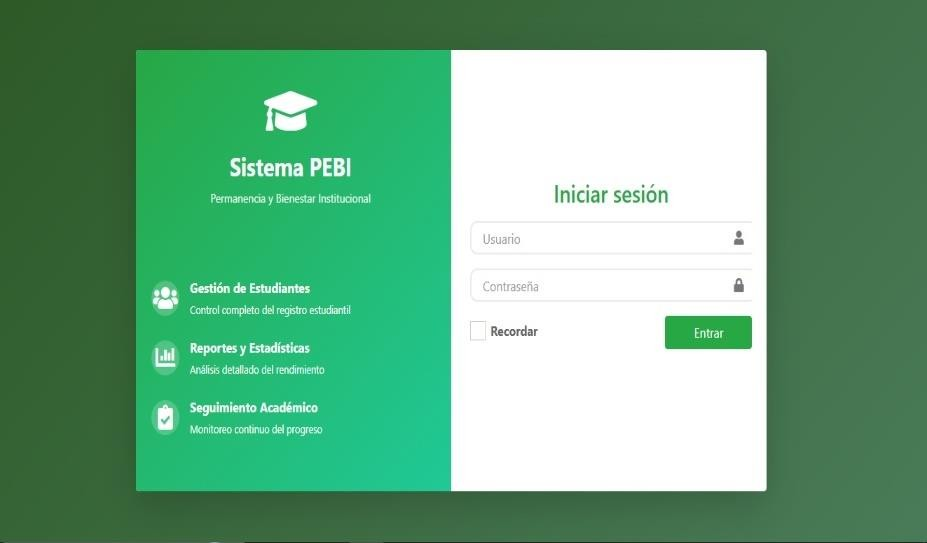 Sistema PEBI
Permanencia y Bienestar Institucional
Gestión de Estudiantes
Control completo del registro estudiantil
Reportes y Estadísticas
Análisis detallado del rendimiento
Seguimiento Académico
Monitoreo continuo del progreso
Iniciar sesión
Usuario
Contraseña
Recordar
Entrar